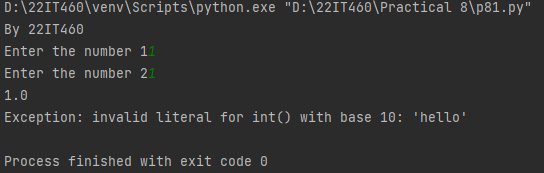 D:\22IT460\venv\Scripts\python.exe "D:\22IT460\Practical 8\p81.py"
By 22IT460
Enter the number 11
Enter the number 21
1.0
Exception: invalid literal for int() with base 10: 'hello'
Process finished with exit code 0